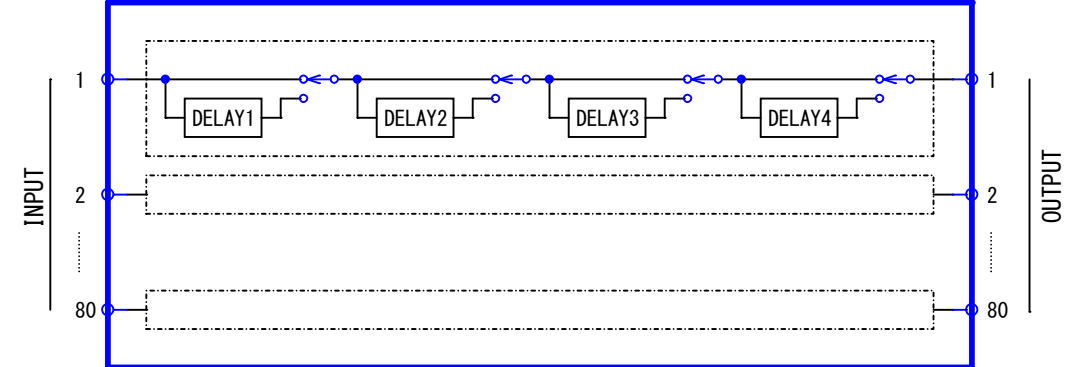 1
DELAY1
DELAY2
DELAY3
DELAY4
1
INPUT
2
2
OUTPUT
80
80